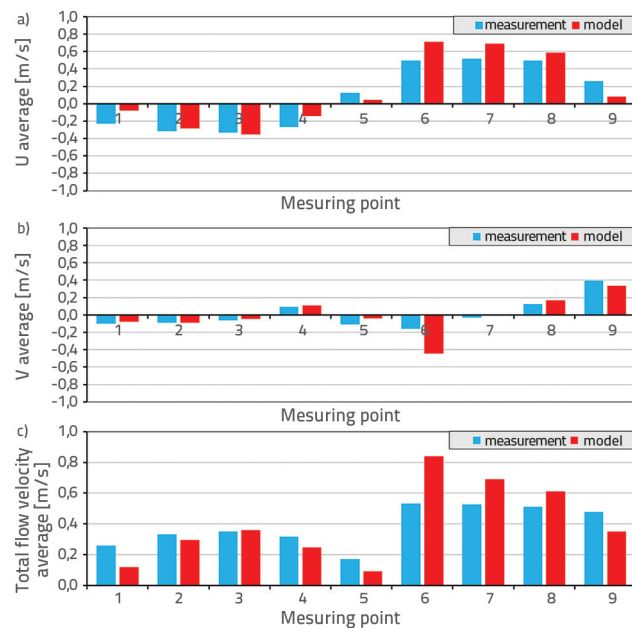 a)
measurement model
U average [m/s]
1,0
0,8
0,6
0,4
0,2
0,0
-0,2
-0,4
-0,6
-0,8
-1,0
1 2 3 4 5 6 7 8 9
Mesuring point
b)
measurement model
V average [m/s]
1,0
0,8
0,6
0,4
0,2
0,0
-0,2
-0,4
-0,6
-0,8
-1,0
1 2 3 4 5 6 7 8 9
Mesuring point
c)
measurement model
Total flow velocity
average [m/s]
1,0
0,8
0,6
0,4
0,2
0,0
1 2 3 4 5 6 7 8 9
Mesuring point